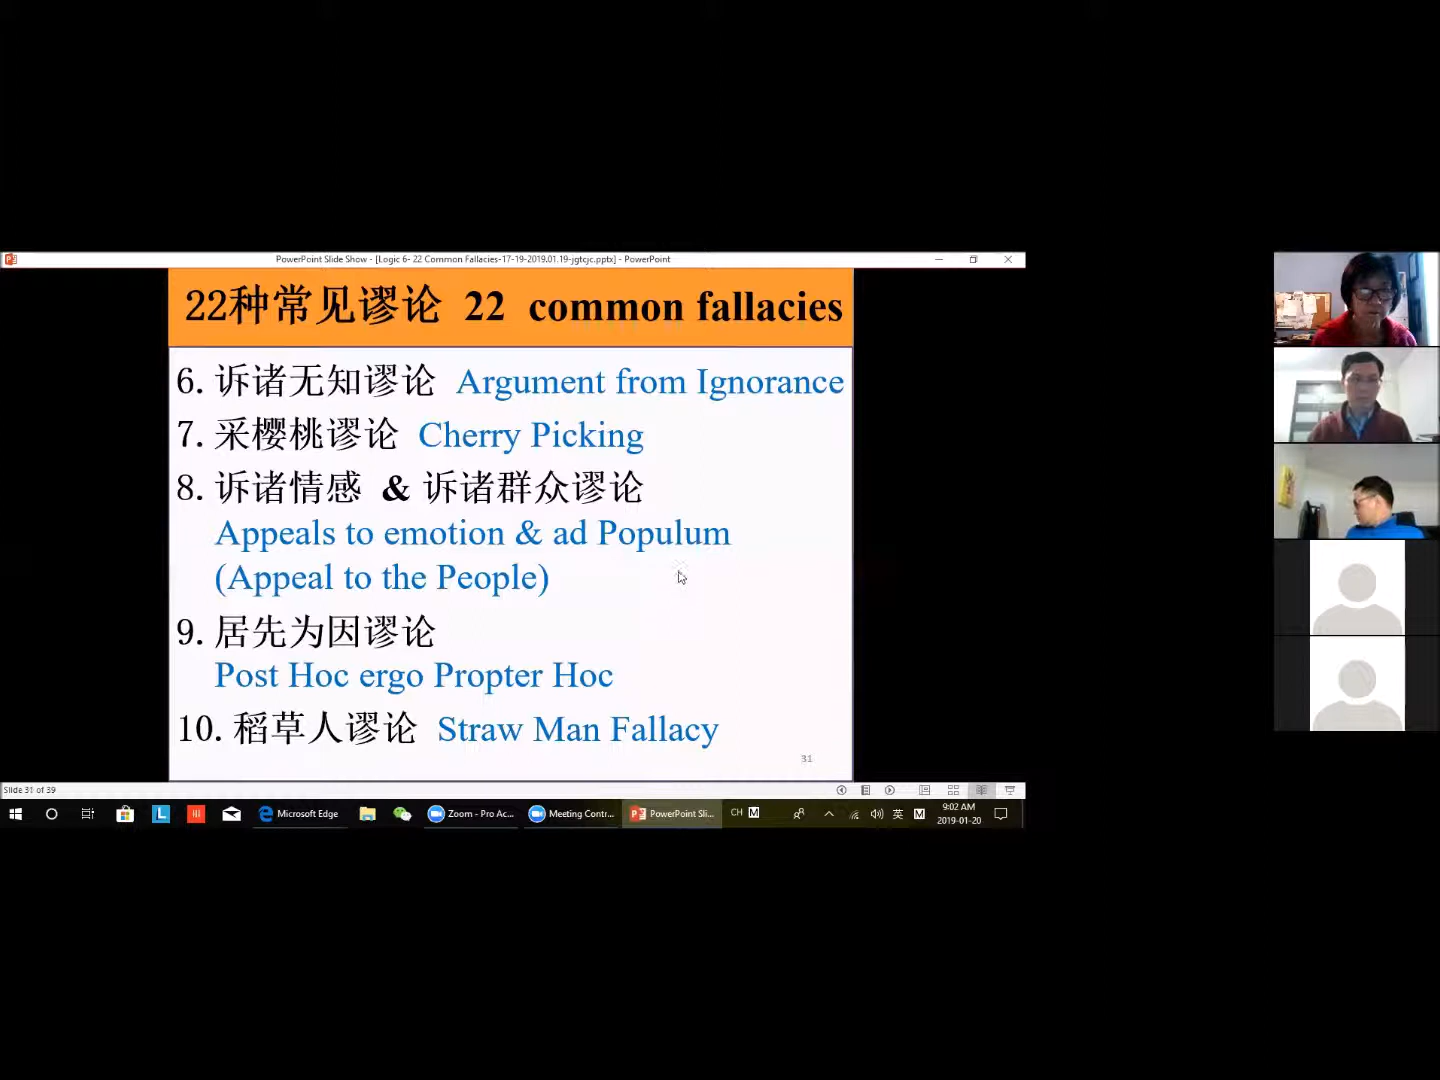 PowerPoint Slide Show - [Logic 6- 22 Common Fallacies-17-19-2019.01.19-jgtcjc.pptx] - PowerPoint
22种常见谬论 22 common fallacies
6. 诉诸无知谬论 Argument from Ignorance
7. 采樱桃谬论 Cherry Picking
8. 诉诸情感 & 诉诸群众谬论
Appeals to emotion & ad Populum
(Appeal to the People)
9. 居先为因谬论
Post Hoc ergo Propter Hoc
10. 稻草人谬论 Straw Man Fallacy
31
Slide 31 of 39
L
Microsoft Edge
Zoom - Pro Ac...
Meeting Contr...
PowerPoint Sli...
CH M
英 M
9:02 AM
2019-01-20